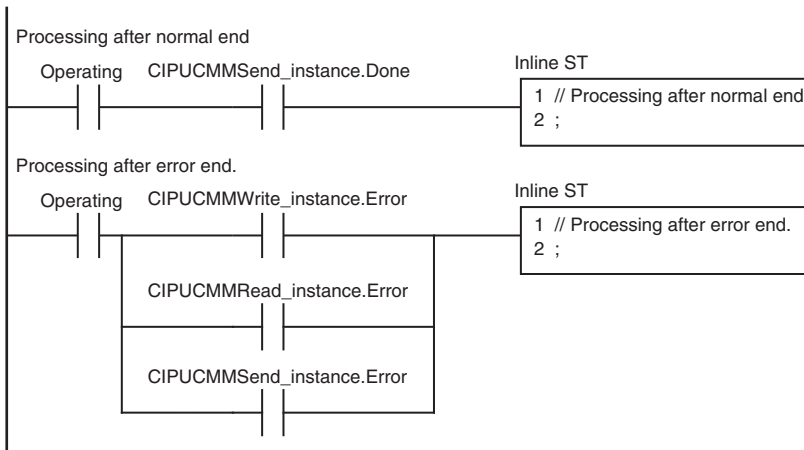 Processing after normal end
Operating CIPUCMMSend_instance.Done Inline ST
1 // Processing after normal end
2 ;
Processing after error end.
Operating CIPUCMMWrite_instance.Error Inline ST
1 // Processing after error end.
2 ;
CIPUCMMRead_instance.Error
CIPUCMMSend_instance.Error